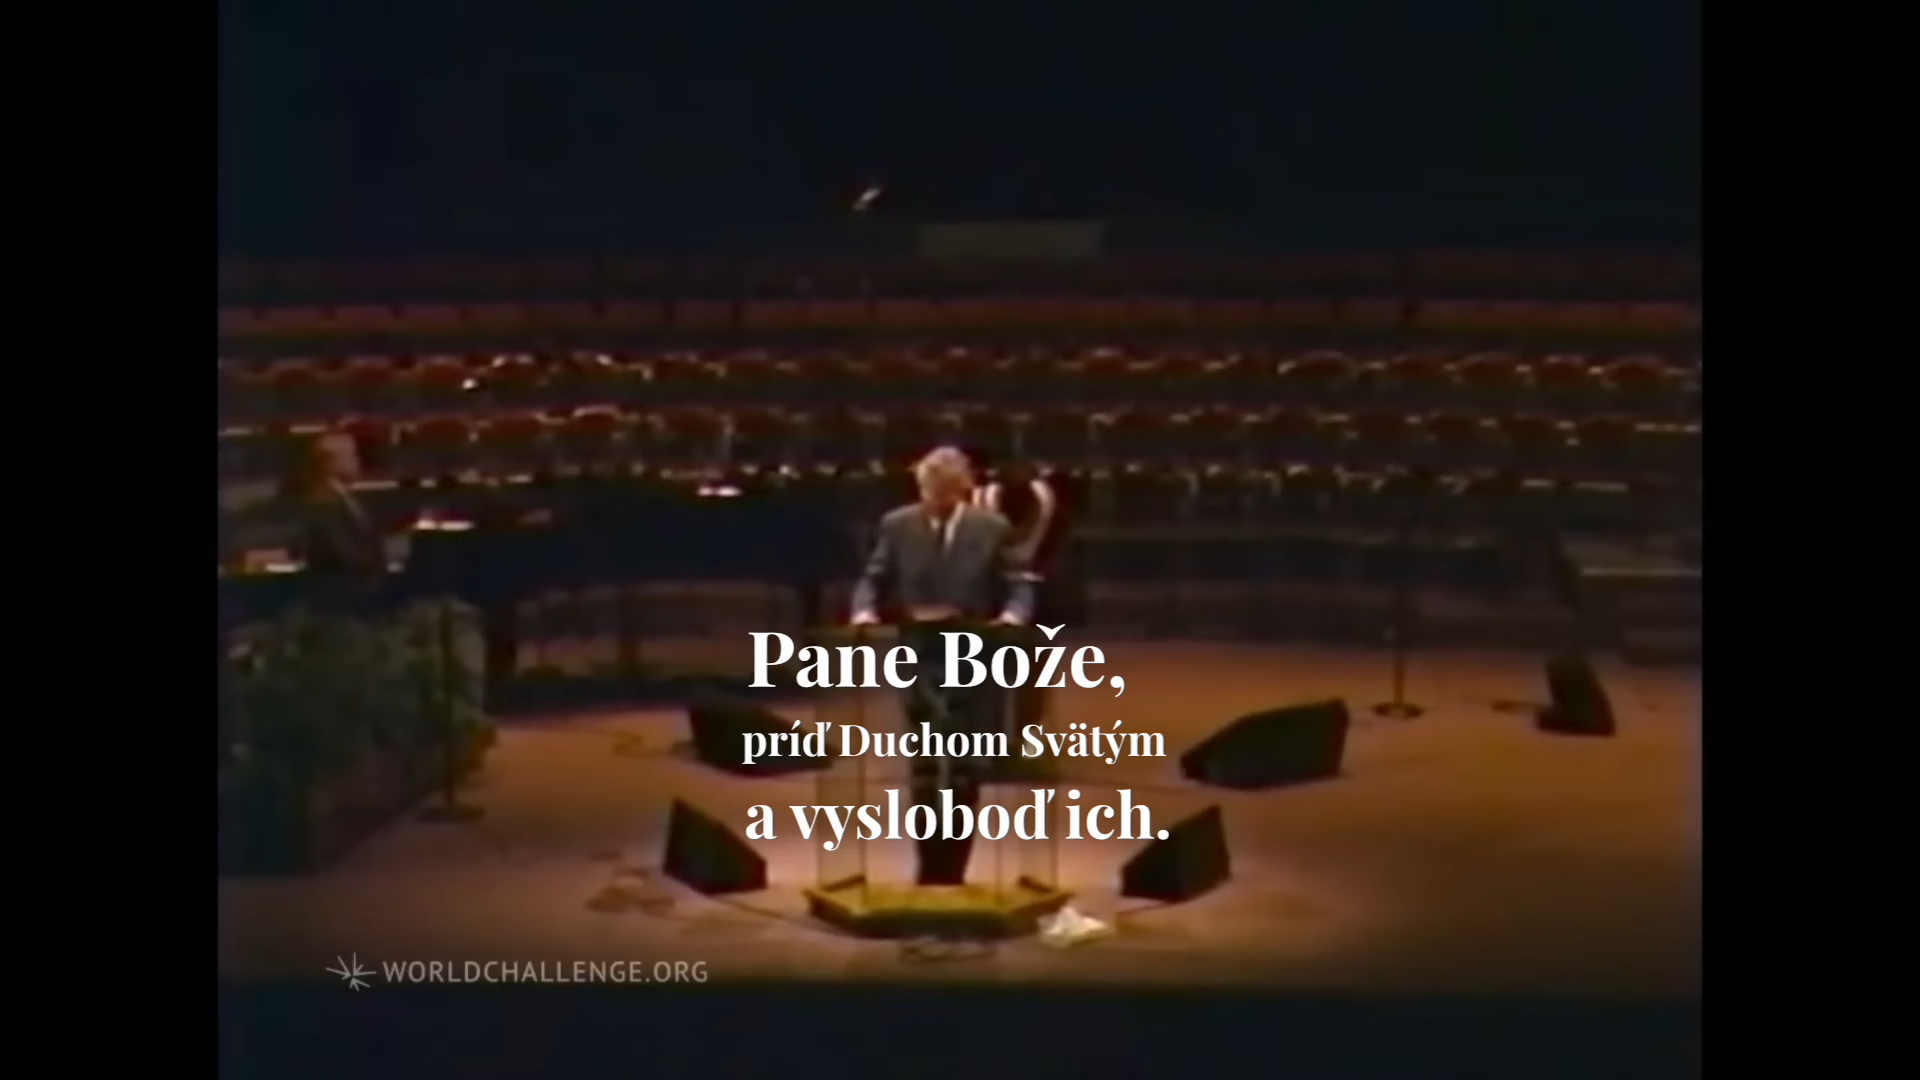 Pane Bože,
príď Duchom Svätým
a vysloboď ich.
WORLDCHALLENGE.ORG